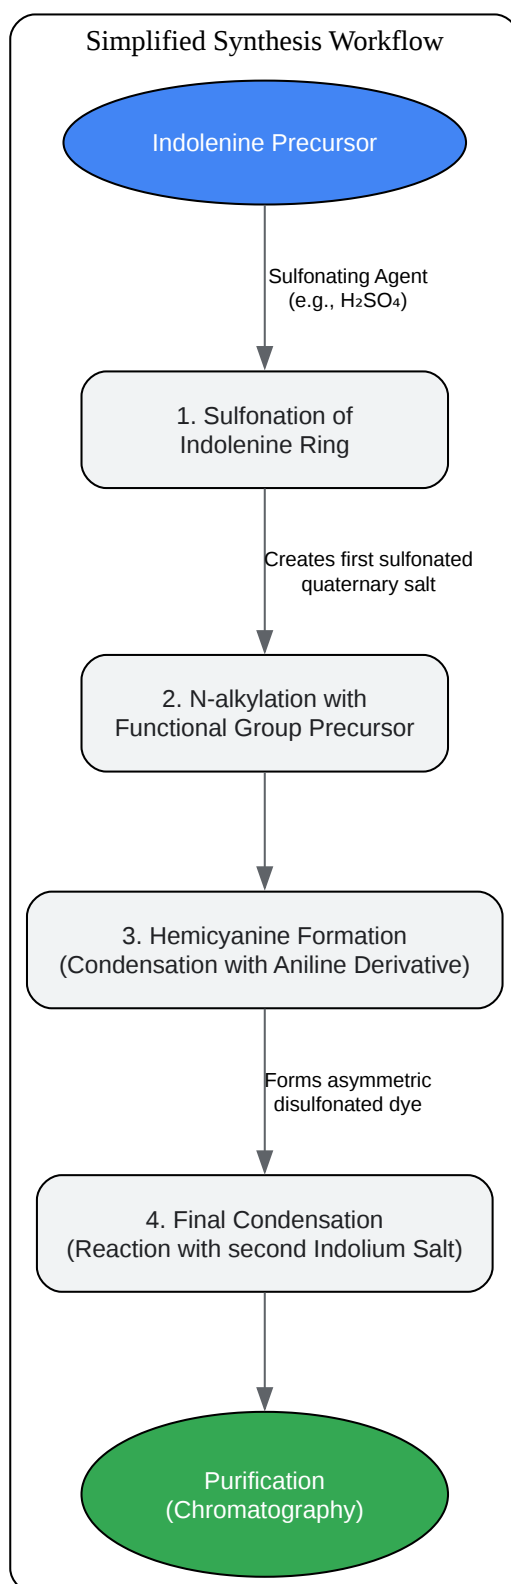 Simplified Synthesis Workflow
Indolenine Precursor
Sulfonating Agent
(e.g., H₂SO₄)
1. Sulfonation of
Indolenine Ring
Creates first sulfonated
quaternary salt
2. N-alkylation with
Functional Group Precursor
3. Hemicyanine Formation
(Condensation with Aniline Derivative)
Forms asymmetric
disulfonated dye
4. Final Condensation
(Reaction with second Indolium Salt)
Purification
(Chromatography)